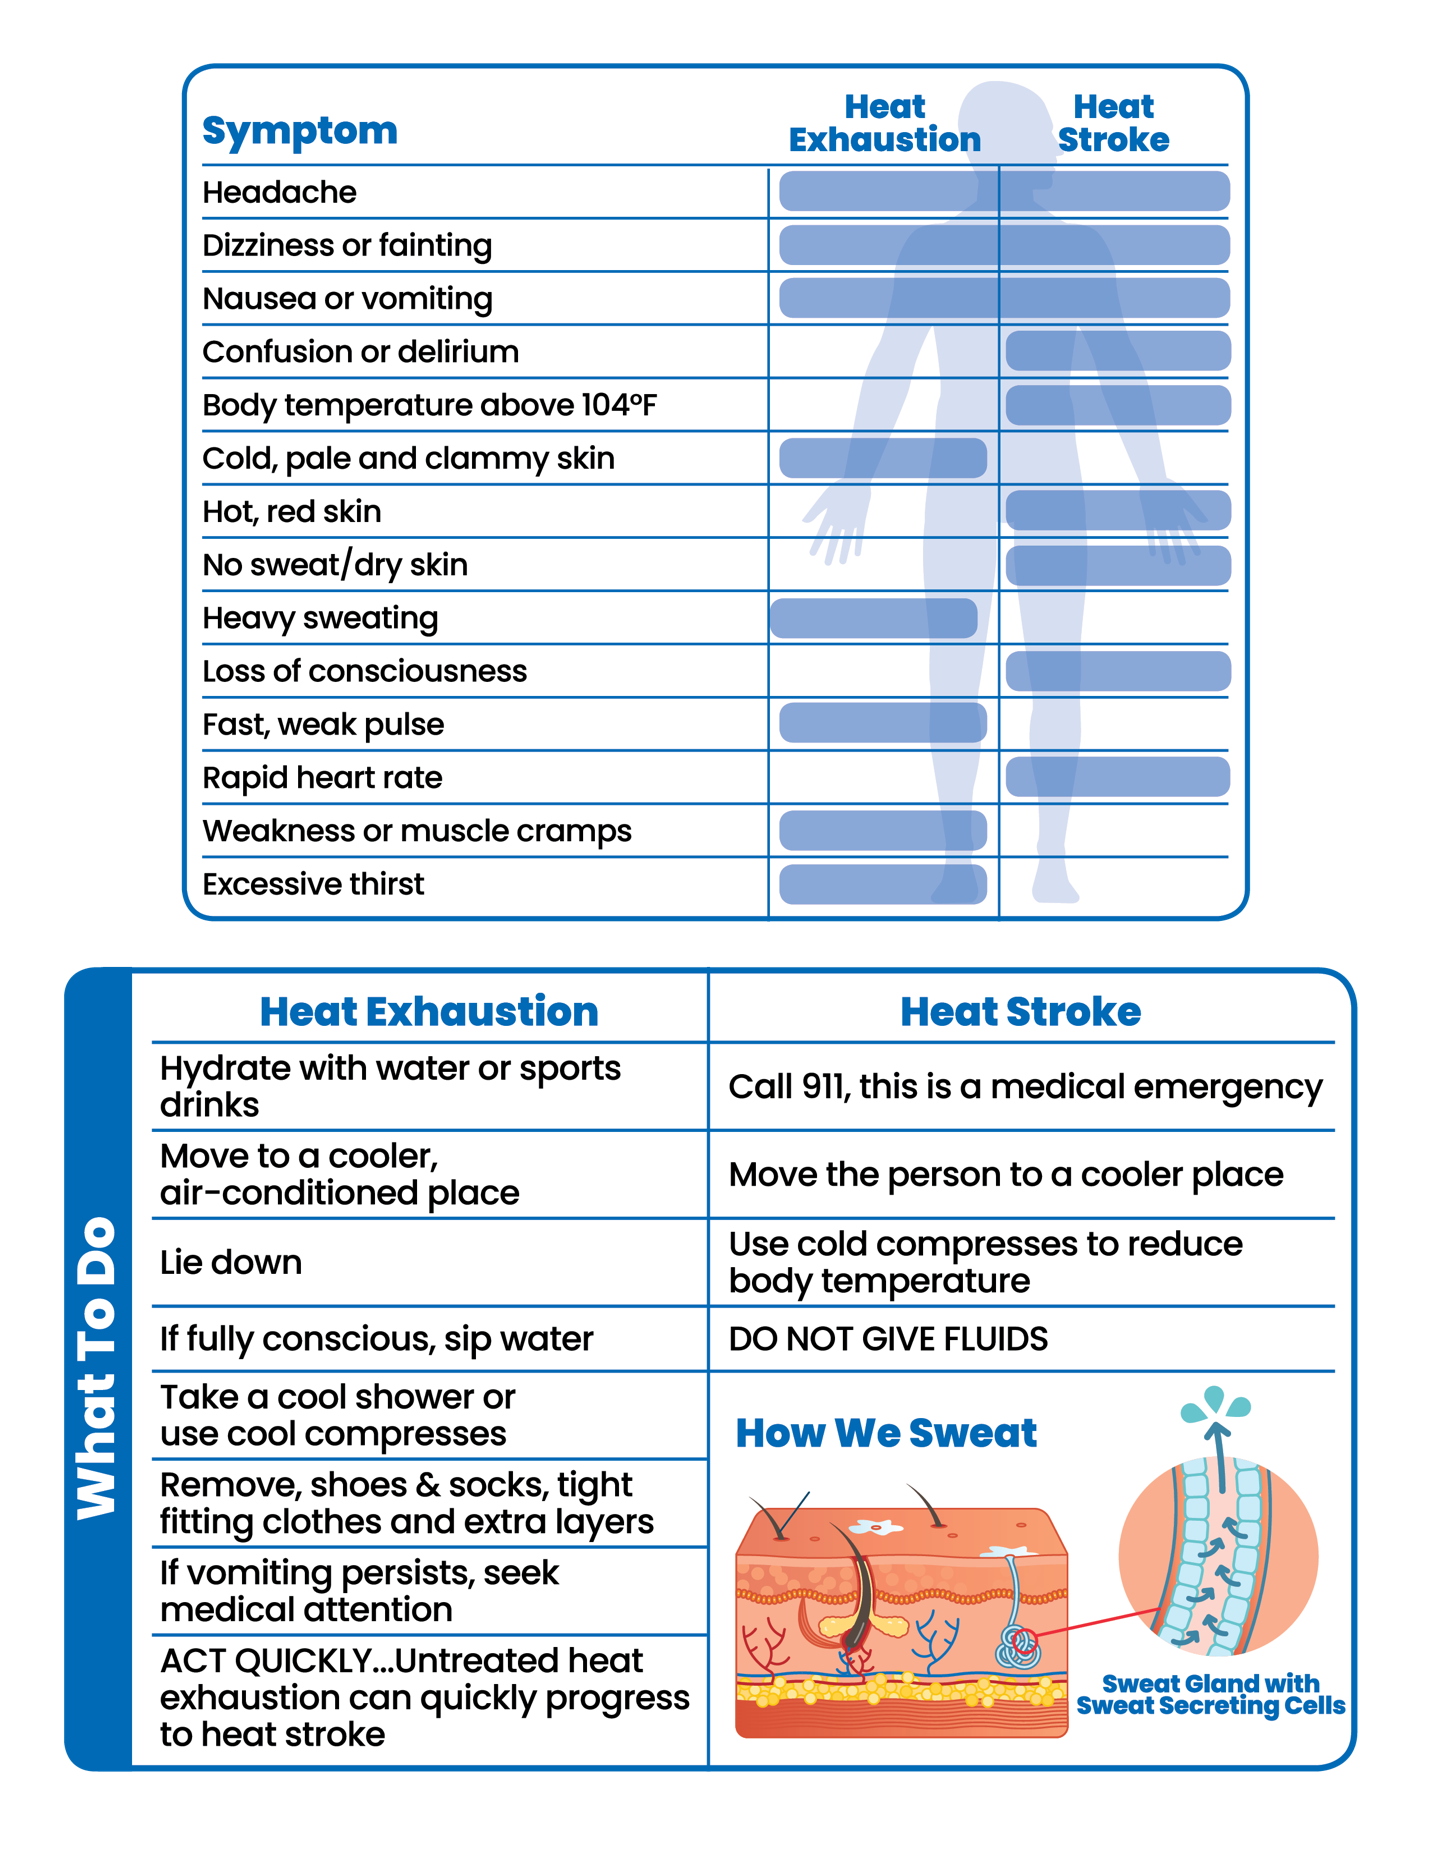 Symptom
Heat
Exhaustion
Heat
Stroke
Headache
Dizziness or fainting
Nausea or vomiting
Confusion or delirium
Body temperature above 104°F
Cold, pale and clammy skin
Hot, red skin
No sweat/dry skin
Heavy sweating
Loss of consciousness
Fast, weak pulse
Rapid heart rate
Weakness or muscle cramps
Excessive thirst
What To Do
Heat Exhaustion
Hydrate with water or sports
drinks
Move to a cooler,
air-conditioned place
Lie down
If fully conscious, sip water
Take a cool shower or
use cool compresses
Remove, shoes & socks, tight
fitting clothes and extra layers
If vomiting persists, seek
medical attention
ACT QUICKLY...Untreated heat
exhaustion can quickly progress
to heat stroke
Heat Stroke
Call 911, this is a medical emergency
Move the person to a cooler place
Use cold compresses to reduce
body temperature
DO NOT GIVE FLUIDS
How We Sweat
Sweat Gland with
Sweat Secreting Cells